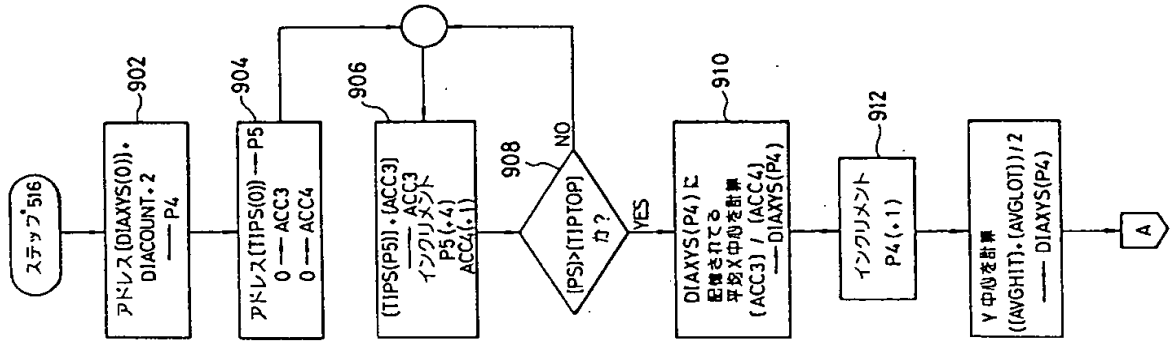 ステップ516
902
アドレス[DIAXYS(0)]+
DIACOUNT+2
—— P4
904
アドレス[TIPS(0)] — P5
0 — ACC3
0 — ACC4
906
[TIPS(P5)]+[ACC3]
—— ACC3
インクリメント
P5(+4)
ACC4(+1)
908
[P5]>[TIPTOP]
カ?
NO
YES
910
DIAXYS(P4)に
記憶されてる
平均X中心を計算
[ACC3] / [ACC4]
—— DIAXYS(P4)
912
インクリメント
P4(+1)
Y中心を計算
([AVGHIT]+[AVGLOT])/2
—— DIAXYS(P4)
A